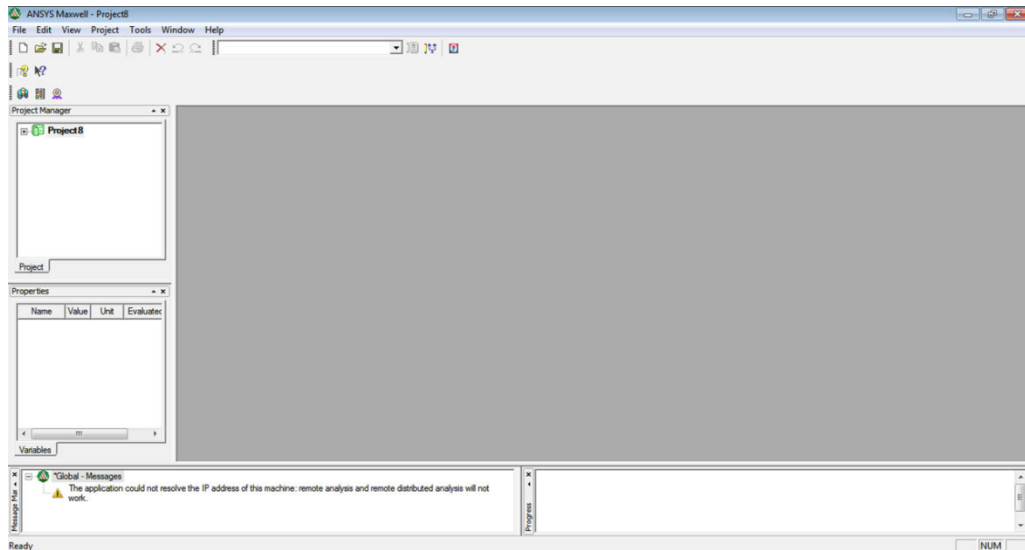 ANSYS Maxwell - Project8
File Edit View Project Tools Window Help
Project Manager
Project8
Project
Properties
Name Value Unit Evaluated
Variables
*Global - Messages
The application could not resolve the IP address of this machine: remote analysis and remote distributed analysis will not
work.
Message Ma
Progress
Ready
NUM